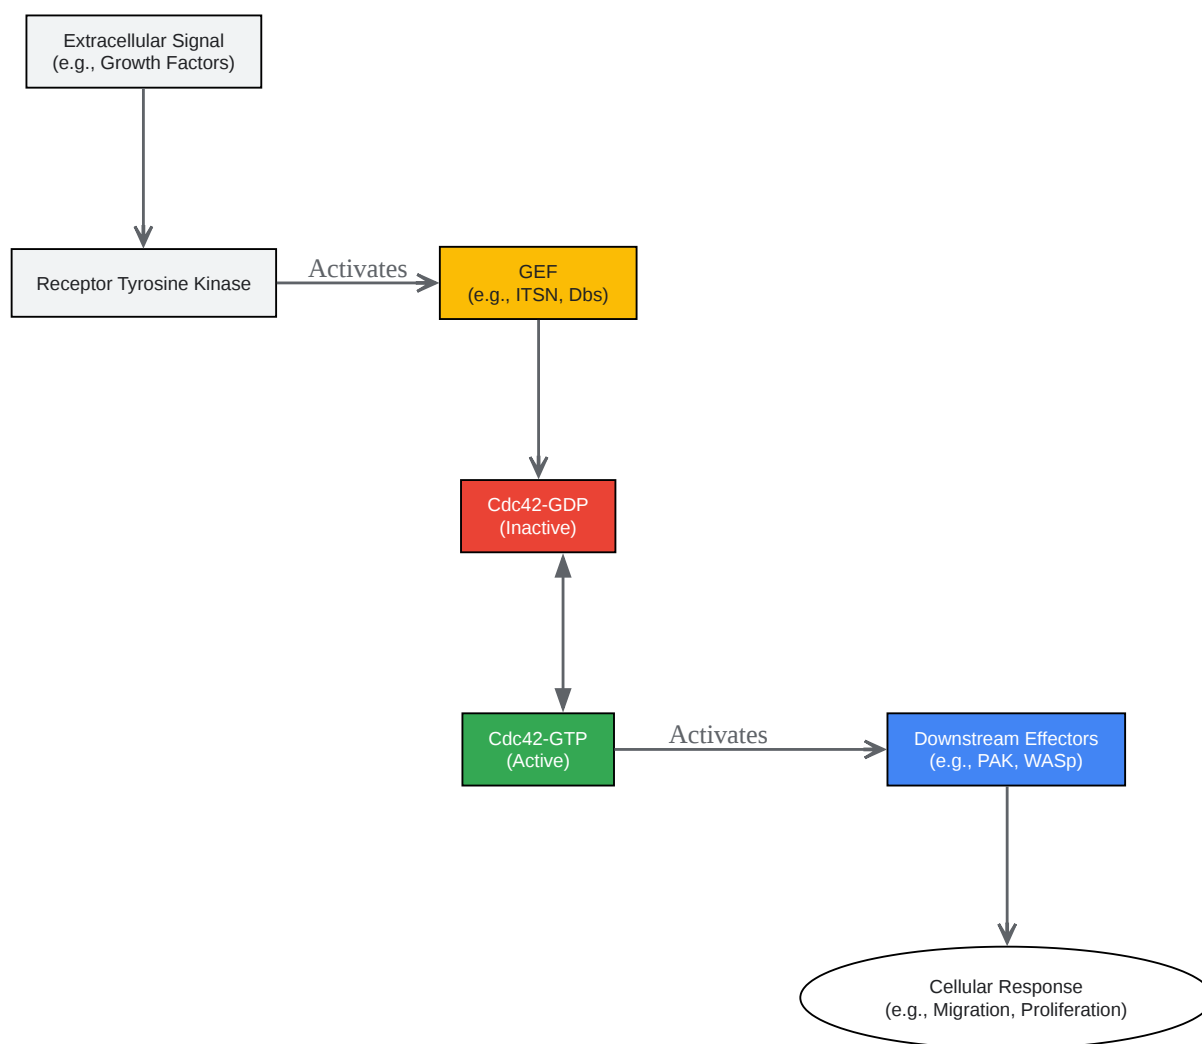 Extracellular Signal
(e.g., Growth Factors)
Receptor Tyrosine Kinase
Activates
GEF
(e.g., ITSN, Dbs)
Cdc42-GDP
(Inactive)
Cdc42-GTP
(Active)
Activates
Downstream Effectors
(e.g., PAK, WASp)
Cellular Response
(e.g., Migration, Proliferation)